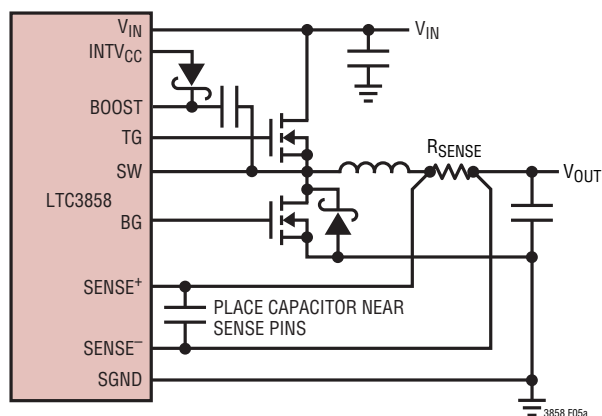 VIN
VIN
INTVCC
BOOST
TG
RSENSE
SW
VOUT
LTC3858
BG
SENSE+
PLACE CAPACITOR NEAR
SENSE PINS
SENSE–
SGND
3858 F05a